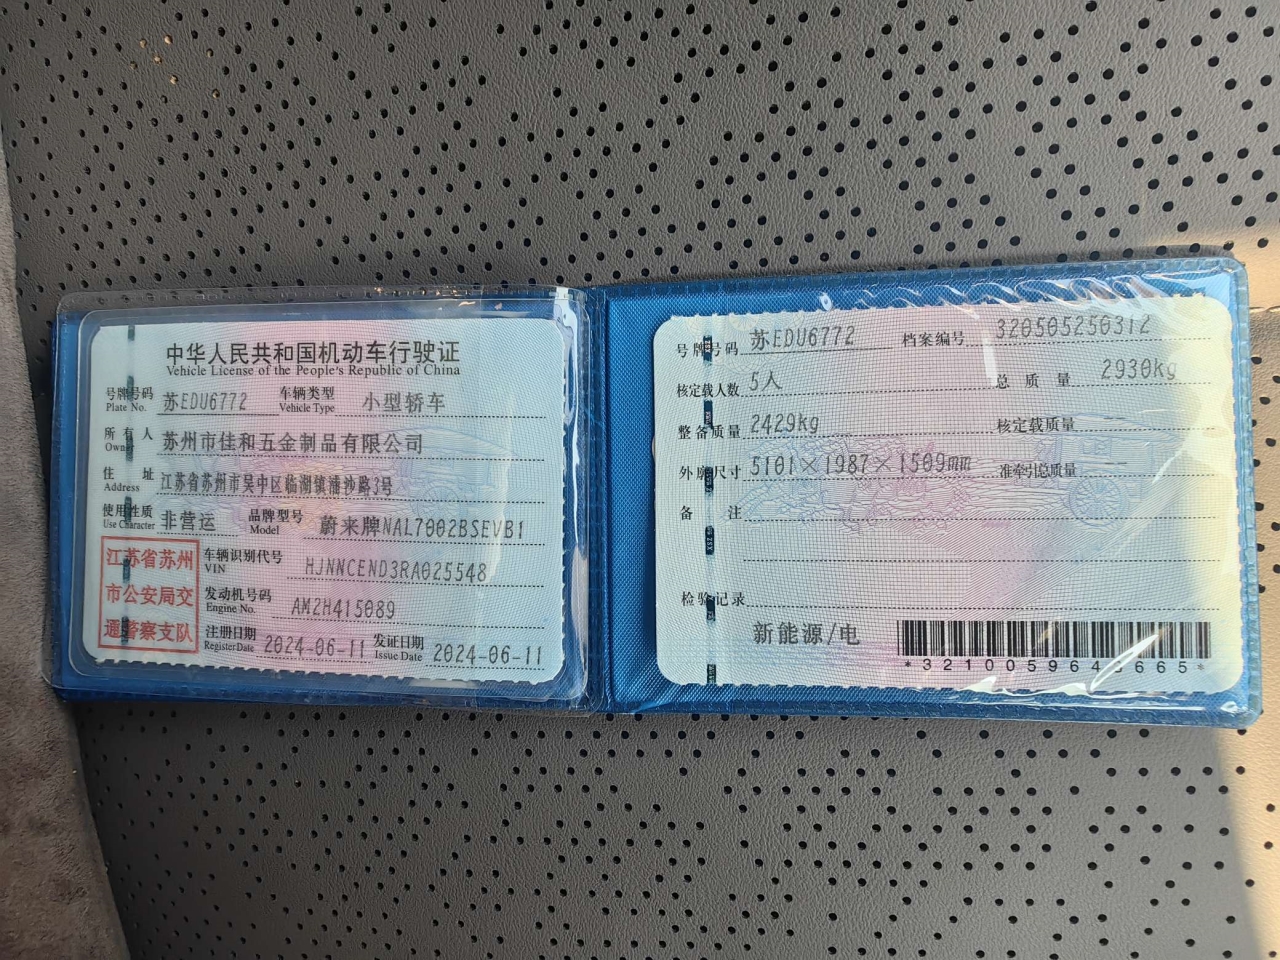 中华人民共和国机动车行驶证
Vehicle License of the People's Republic of China
号牌号码 苏EDU6772 车辆类型 小型轿车
Plate No. Vehicle Type
所有人 苏州市佳和五金制品有限公司
Owner
住址 江苏省苏州市吴中区临湖镇浦沙路3号
Address
使用性质 非营运 品牌型号 蔚来牌NAL7002BSEVB1
Use Character Model
江苏省苏州
市公安局交
通警察支队
车辆识别代号 HJNNCEND3RA025548
VIN
发动机号码 AM2H415089
Engine No.
注册日期 2024-06-11 发证日期 2024-06-11
Register Date Issue Date
号牌号码 苏EDU6772 档案编号 320505250312
核定载人数 5人 总质量 2930kg
整备质量 2429kg 核定载质量
外廓尺寸 5101×1987×1509mm 准牵引总质量 ——
备注
检验记录
新能源/电